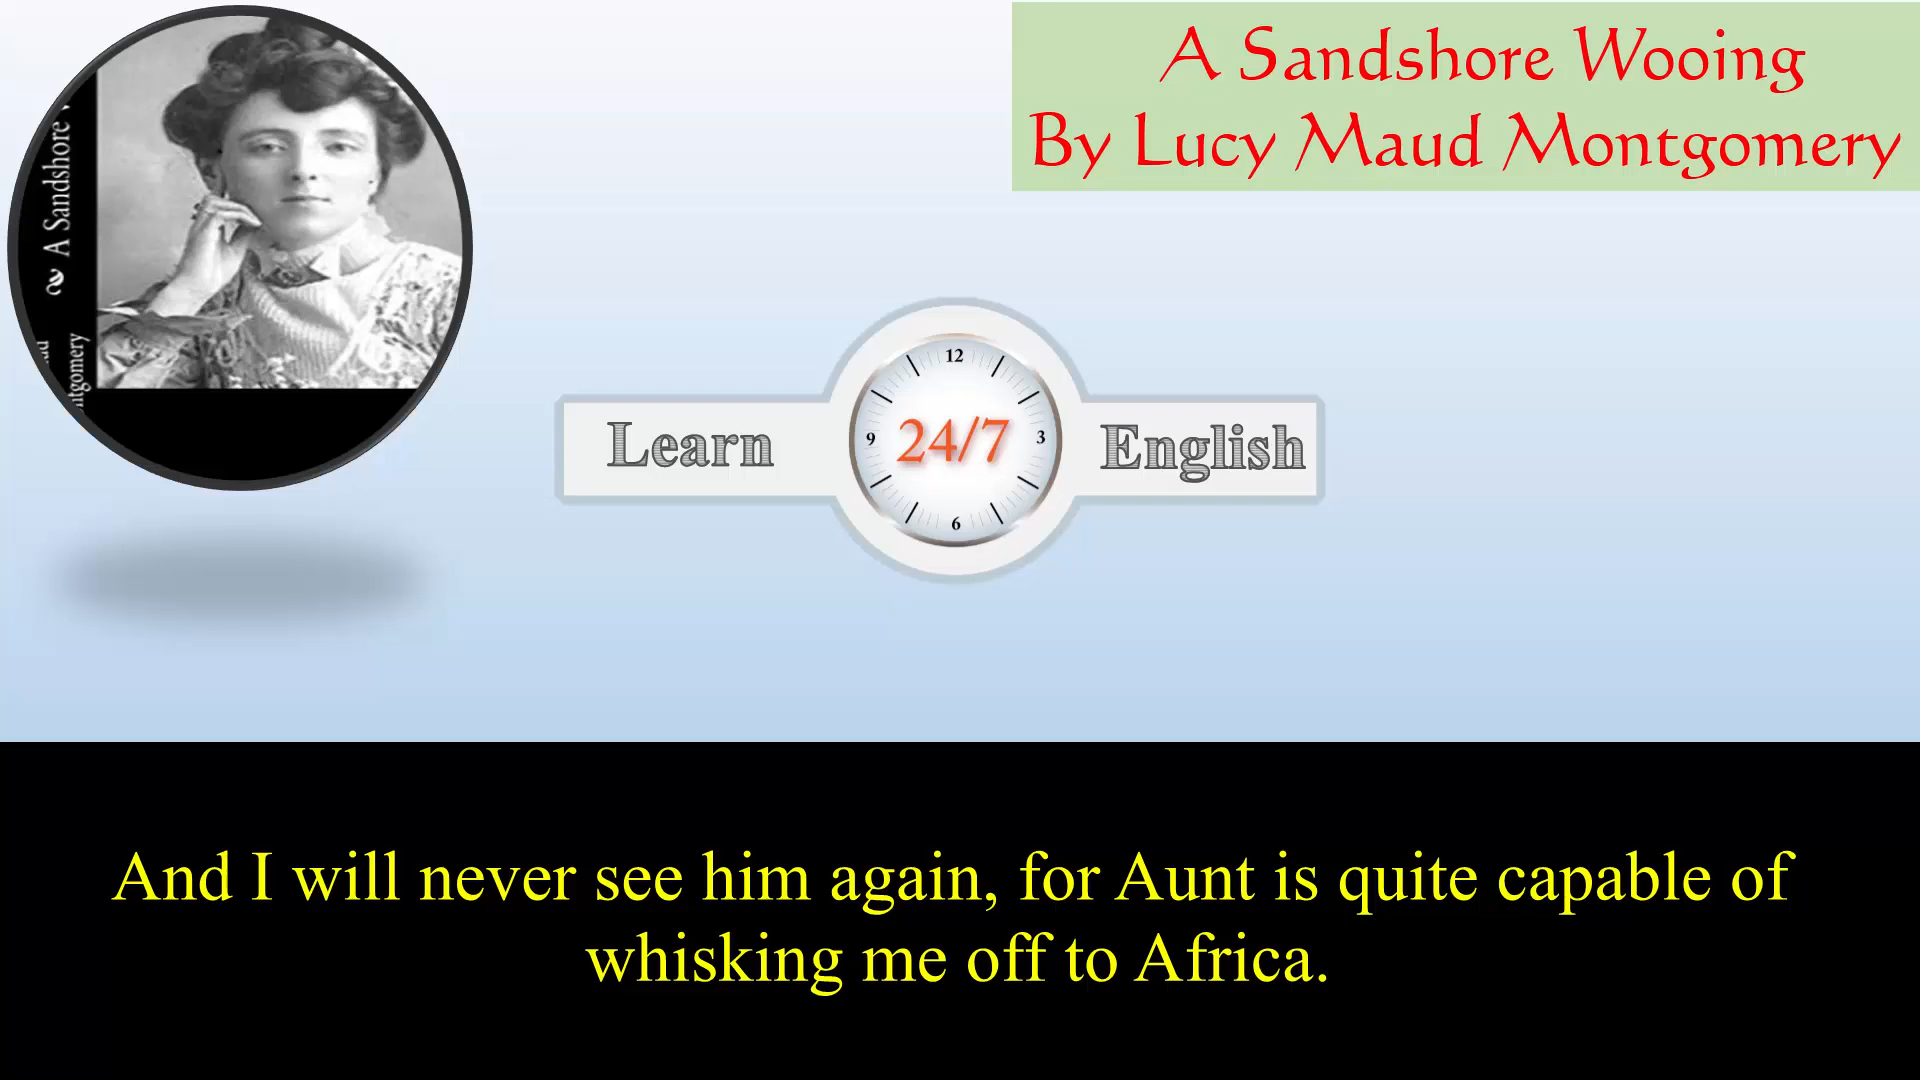 A Sandshore Wooing
By Lucy Maud Montgomery
A Sandshore
Learn
24/7
English
12
3
6
9
And I will never see him again, for Aunt is quite capable of
whisking me off to Africa.